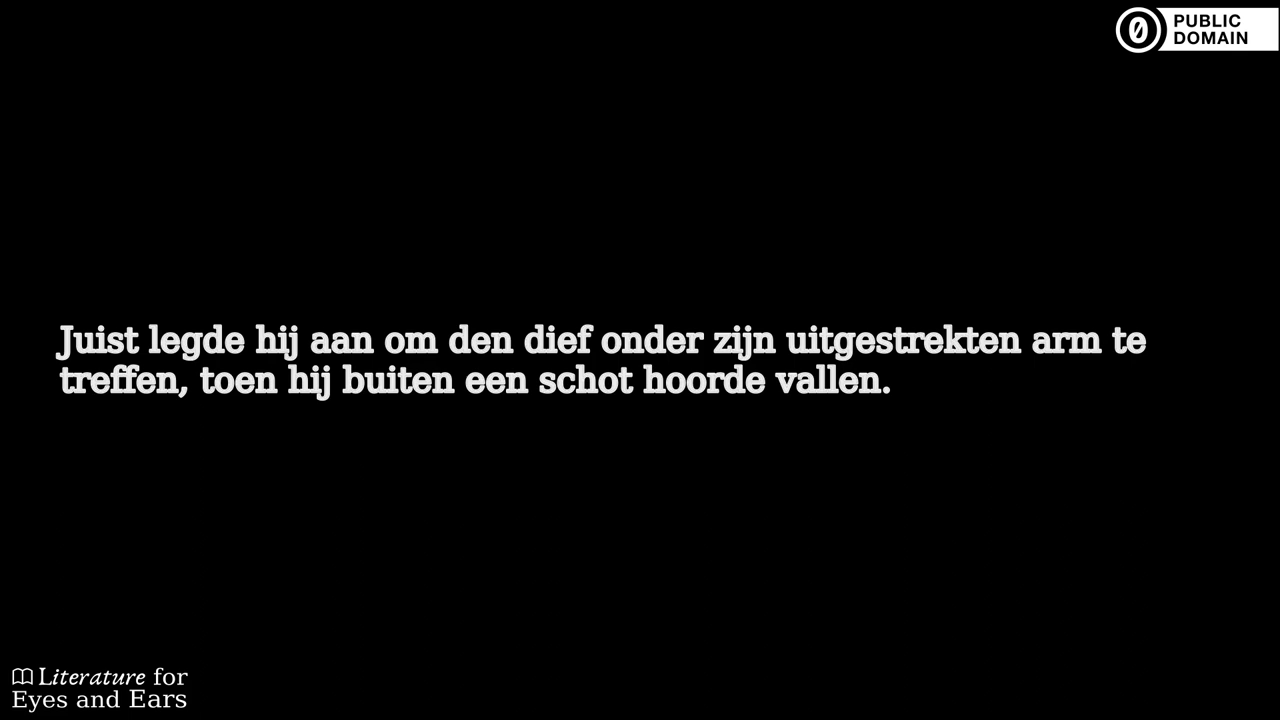 PUBLIC
DOMAIN
Juist legde hij aan om den dief onder zijn uitgestrekten arm te
treffen, toen hij buiten een schot hoorde vallen.
Literature for
Eyes and Ears